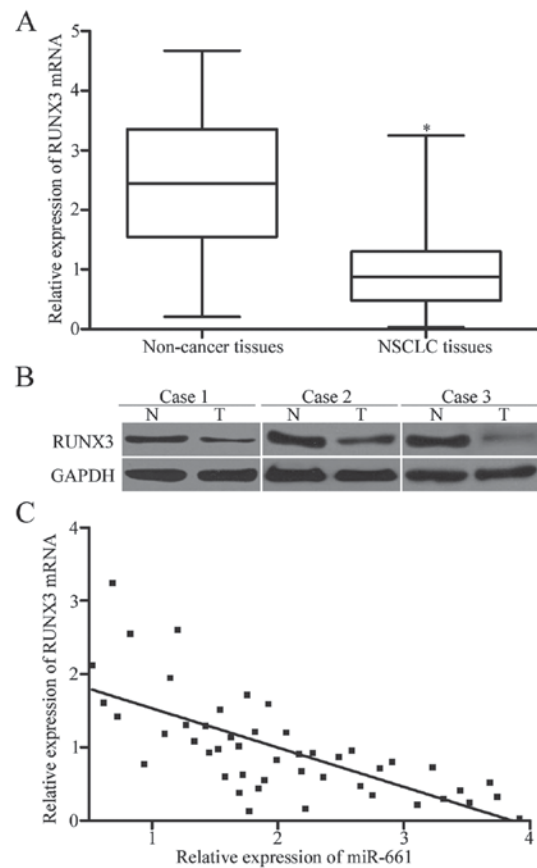 A
Relative expression of RUNX3 mRNA
5
4
3
2
1
0
*
Non-cancer tissues NSCLC tissues
B
Case 1 Case 2 Case 3
N T N T N T
RUNX3
GAPDH
C
Relative expression of RUNX3 mRNA
4
3
2
1
0
1 2 3 4
Relative expression of miR-661